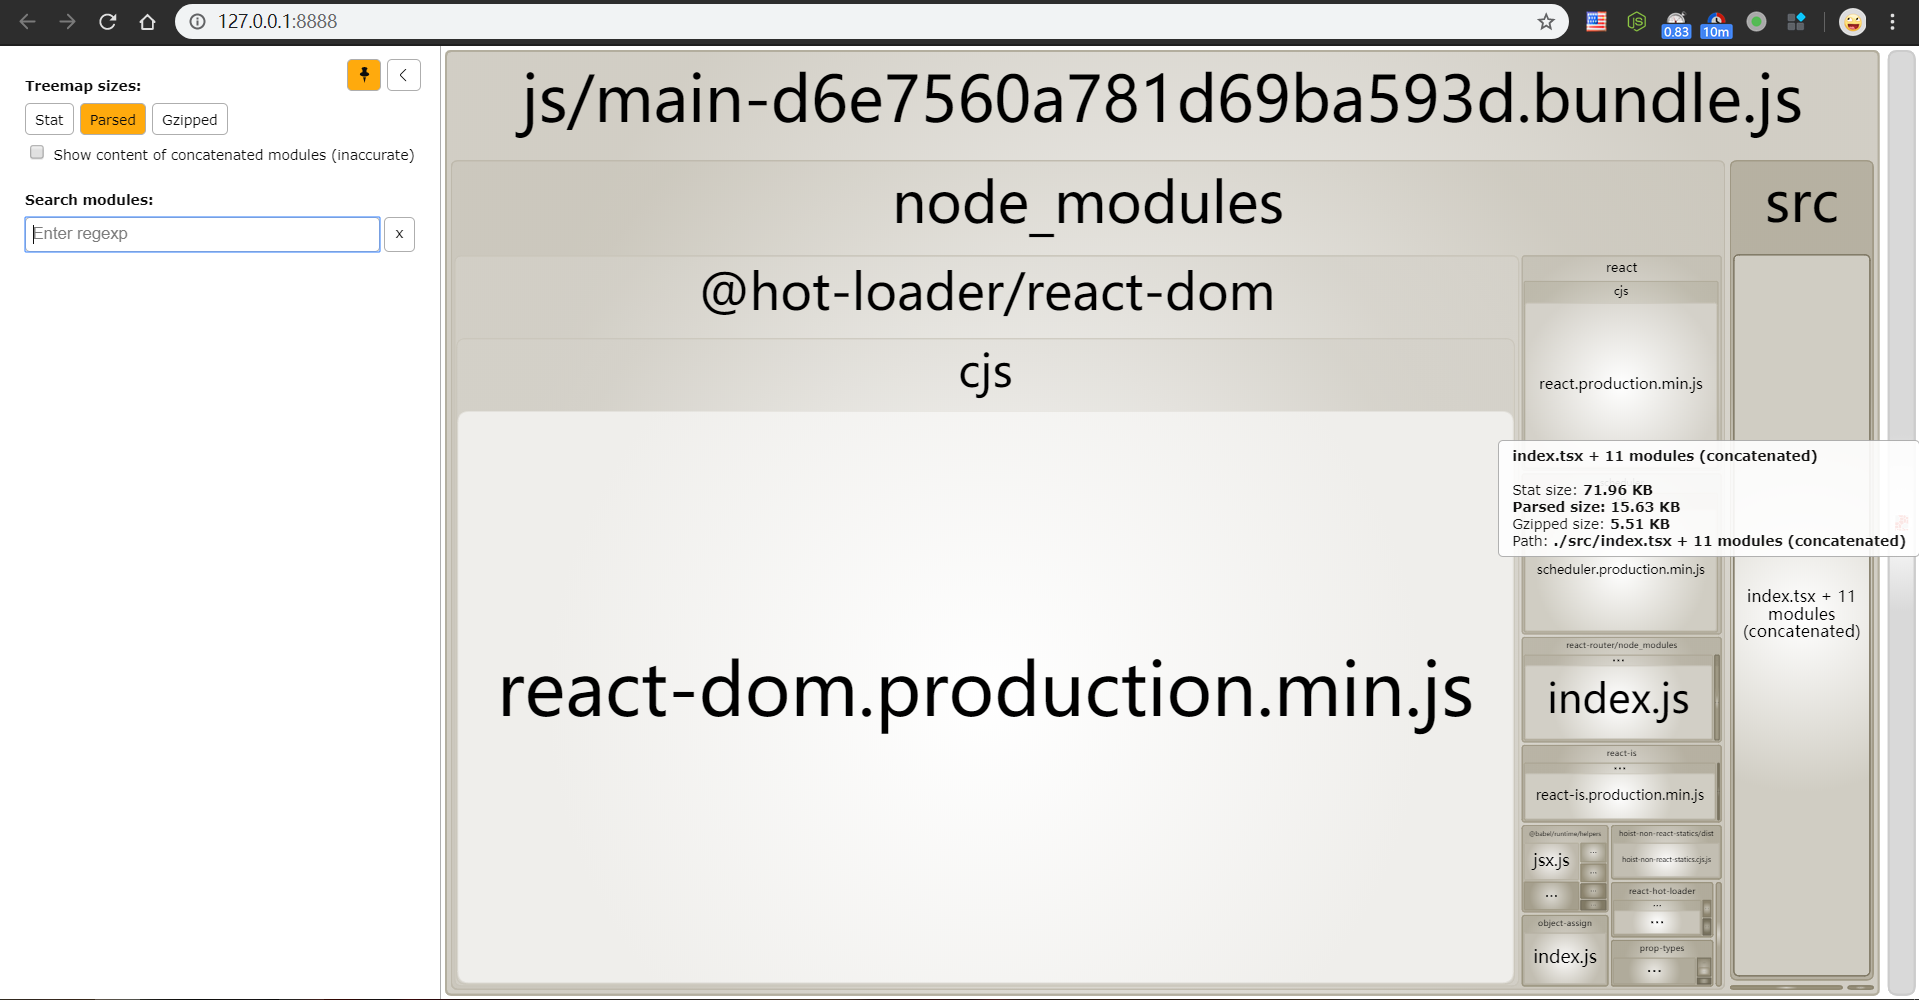 127.0.0.1:8888
0.83
10m
Treemap sizes:
Stat
Parsed
Gzipped
Show content of concatenated modules (inaccurate)
Search modules:
Enter regexp
x
js/main-d6e7560a781d69ba593d.bundle.js
node_modules
src
@hot-loader/react-dom
cjs
react-dom.production.min.js
react
cjs
react.production.min.js
index.tsx + 11 modules (concatenated)
Stat size: 71.96 KB
Parsed size: 15.63 KB
Gzipped size: 5.51 KB
Path: ./src/index.tsx + 11 modules (concatenated)
scheduler.production.min.js
react-router/node_modules
...
index.js
react-is
...
react-is.production.min.js
@babel/runtime/helpers
jsx.js
...
...
...
...
hoist-non-react-statics/dist
hoist-non-react-statics.cjs.js
react-hot-loader
...
...
object-assign
index.js
prop-types
...
index.tsx + 11
modules
(concatenated)